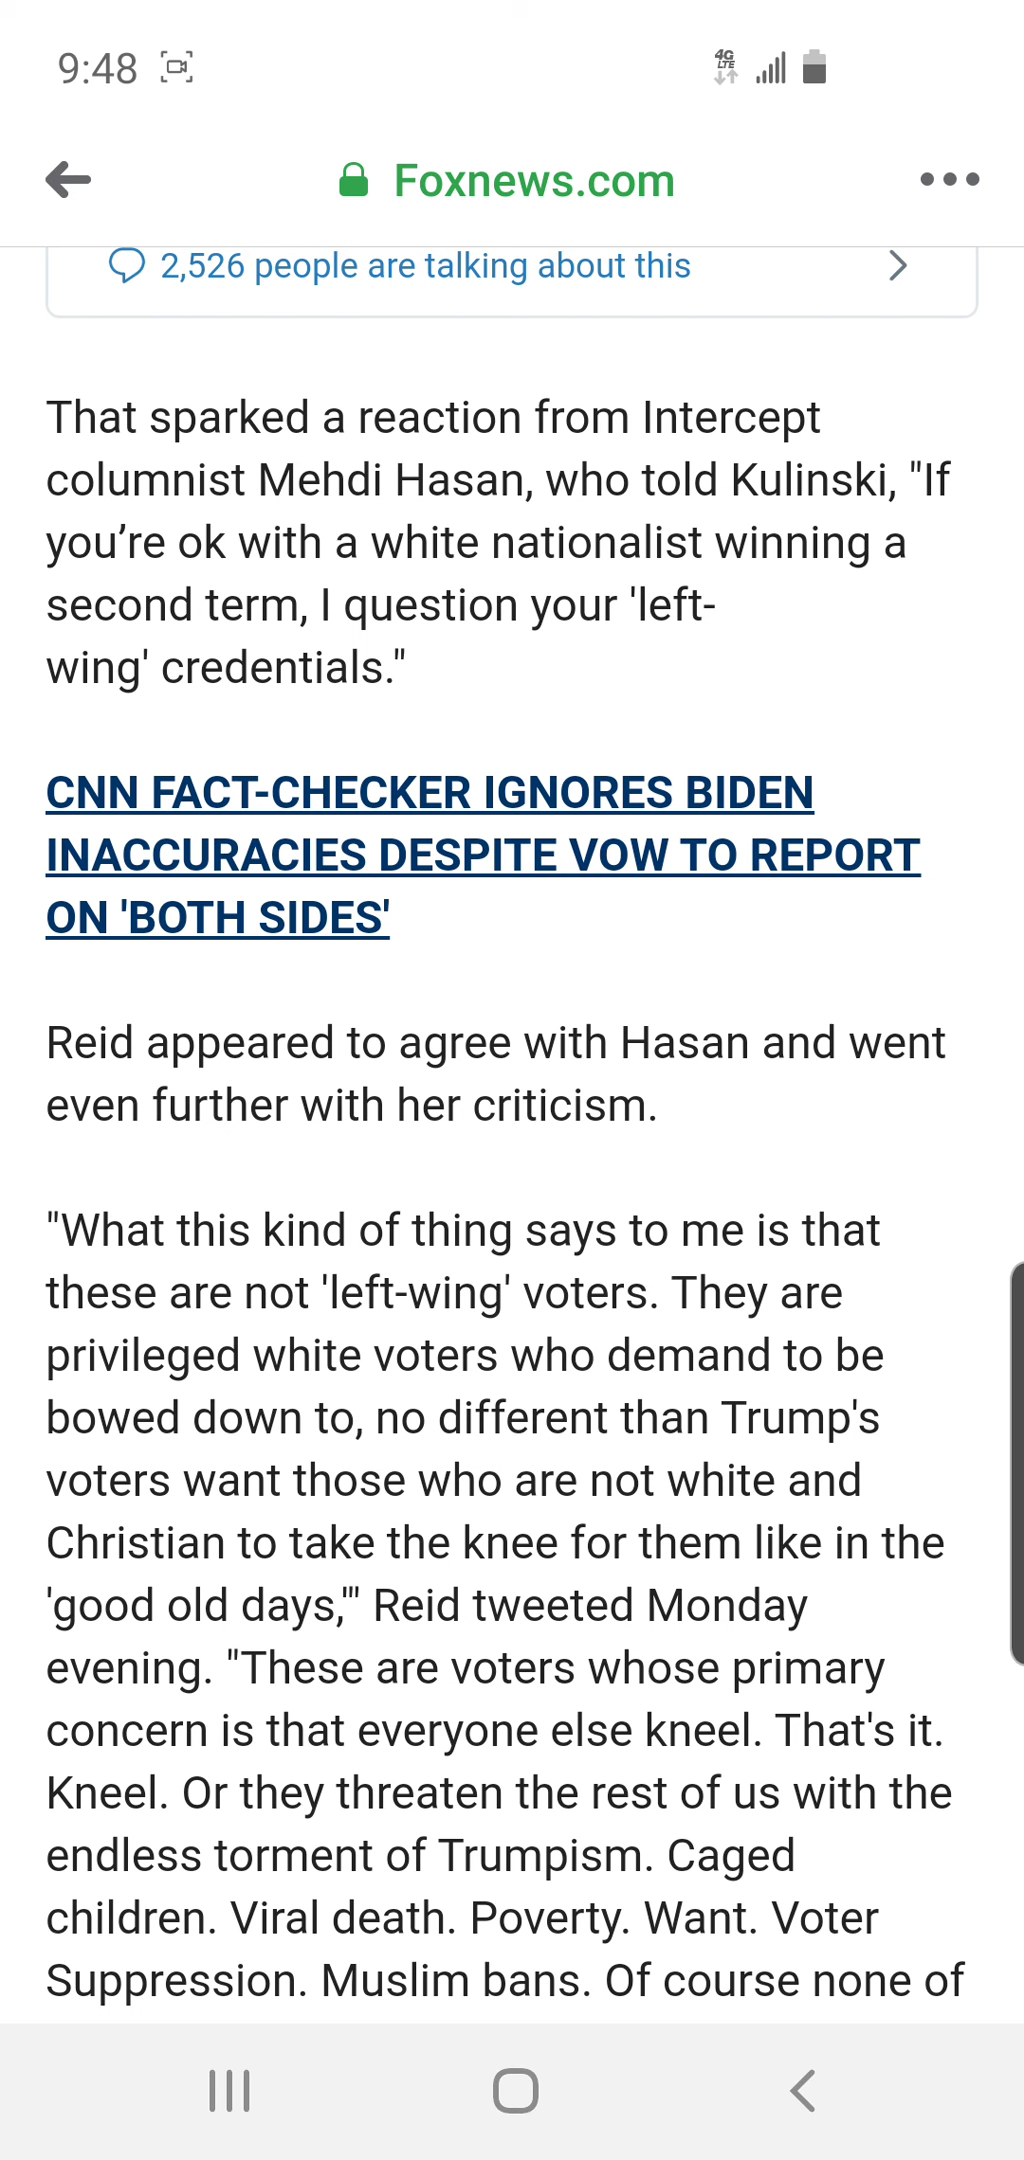 9:48
4G
LTE
Foxnews.com
2,526 people are talking about this
That sparked a reaction from Intercept
columnist Mehdi Hasan, who told Kulinski, "If
you’re ok with a white nationalist winning a
second term, I question your 'left-
wing' credentials."
CNN FACT-CHECKER IGNORES BIDEN
INACCURACIES DESPITE VOW TO REPORT
ON 'BOTH SIDES'
Reid appeared to agree with Hasan and went
even further with her criticism.
"What this kind of thing says to me is that
these are not 'left-wing' voters. They are
privileged white voters who demand to be
bowed down to, no different than Trump's
voters want those who are not white and
Christian to take the knee for them like in the
'good old days,'" Reid tweeted Monday
evening. "These are voters whose primary
concern is that everyone else kneel. That's it.
Kneel. Or they threaten the rest of us with the
endless torment of Trumpism. Caged
children. Viral death. Poverty. Want. Voter
Suppression. Muslim bans. Of course none of